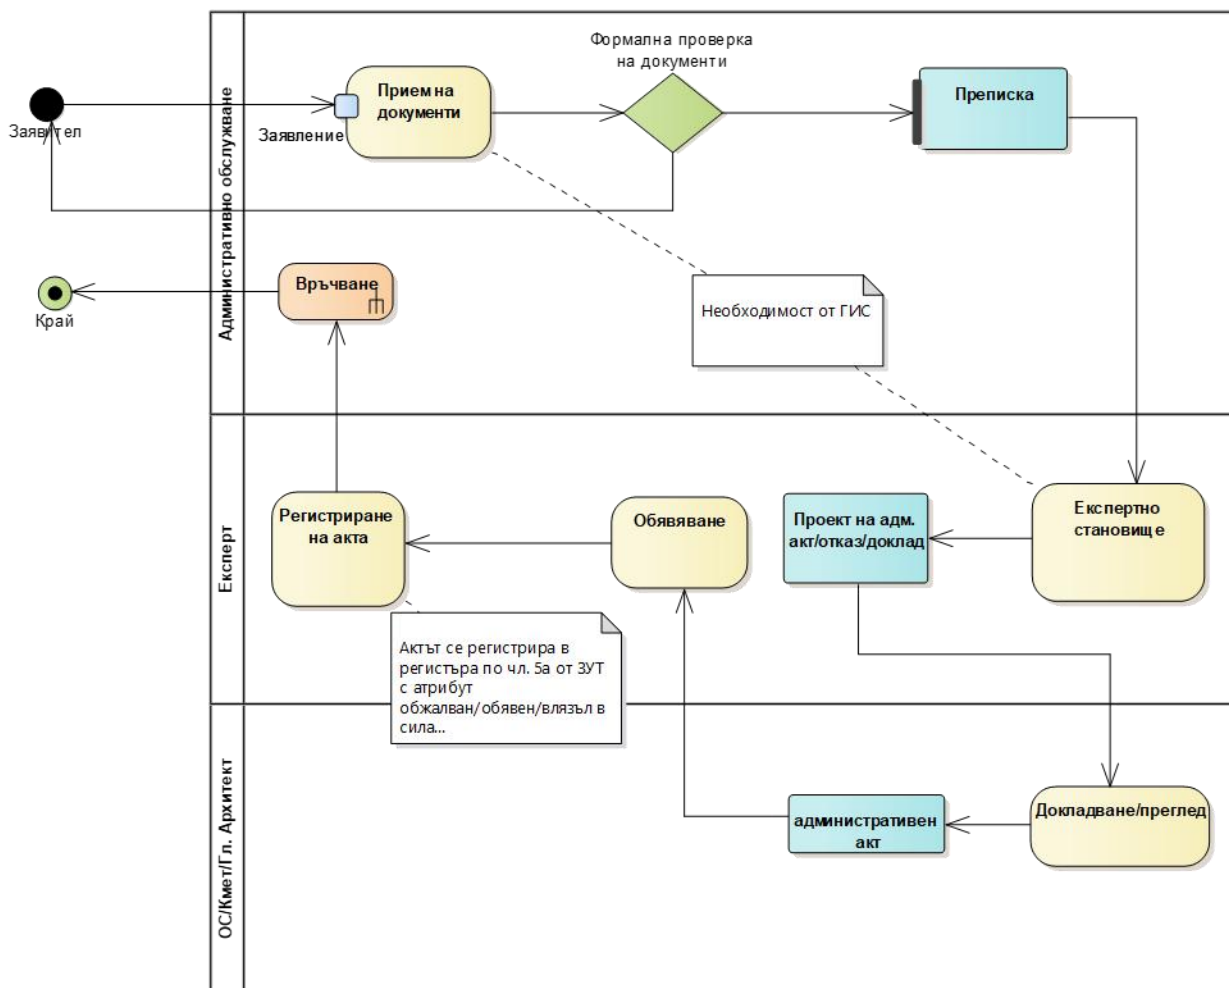 Формална проверка
на документи
Прием на
документи
Преписка
Заявител
Заявление
Административно обслужване
Връчване
Край
Необходимост от ГИС
Експерт
Регистриране
на акта
Обявяване
Проект на адм.
акт/отказ/доклад
Експертно
становище
Актът се регистрира в
регистъра по чл. 5а от ЗУТ
с атрибут
обжалван/обявен/влязъл в
сила...
ОС/Кмет/Гл. Архитект
административен
акт
Докладване/преглед